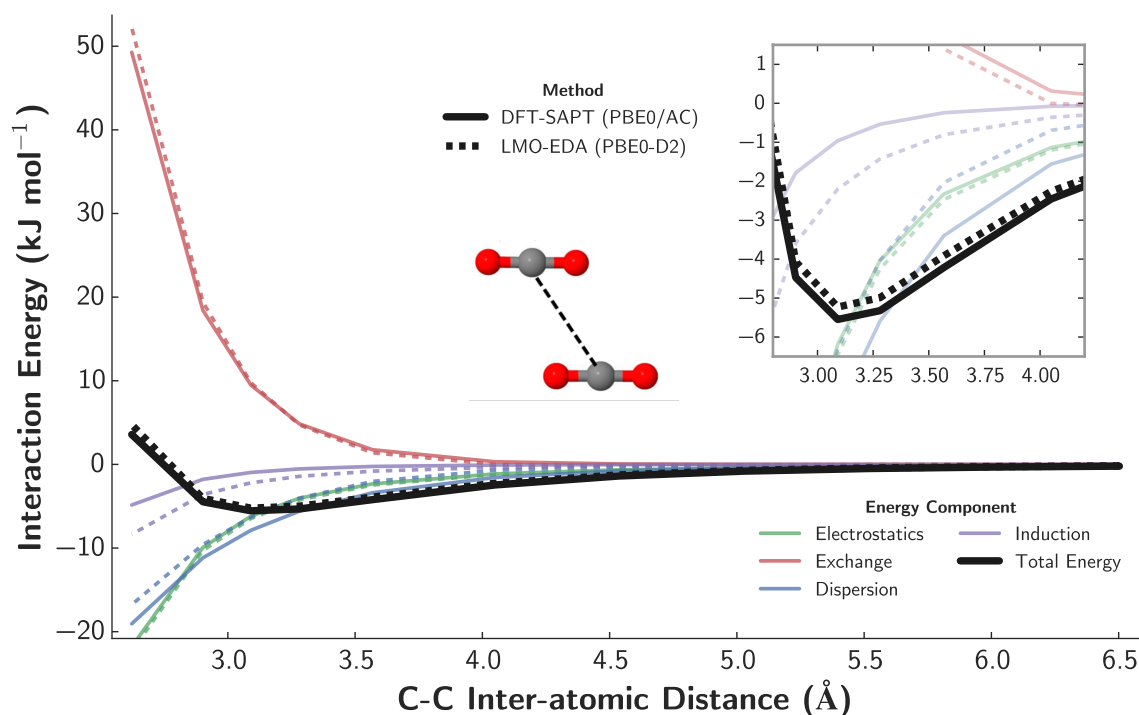 Interaction Energy (kJ mol⁻¹)
50
40
30
20
10
0
−10
−20
3.0 3.5 4.0 4.5 5.0 5.5 6.0 6.5
C-C Inter-atomic Distance (Å)
Method
DFT-SAPT (PBE0/AC)
LMO-EDA (PBE0-D2)
1
0
−1
−2
−3
−4
−5
−6
3.00 3.25 3.50 3.75 4.00
Energy Component
Electrostatics
Exchange
Dispersion
Induction
Total Energy